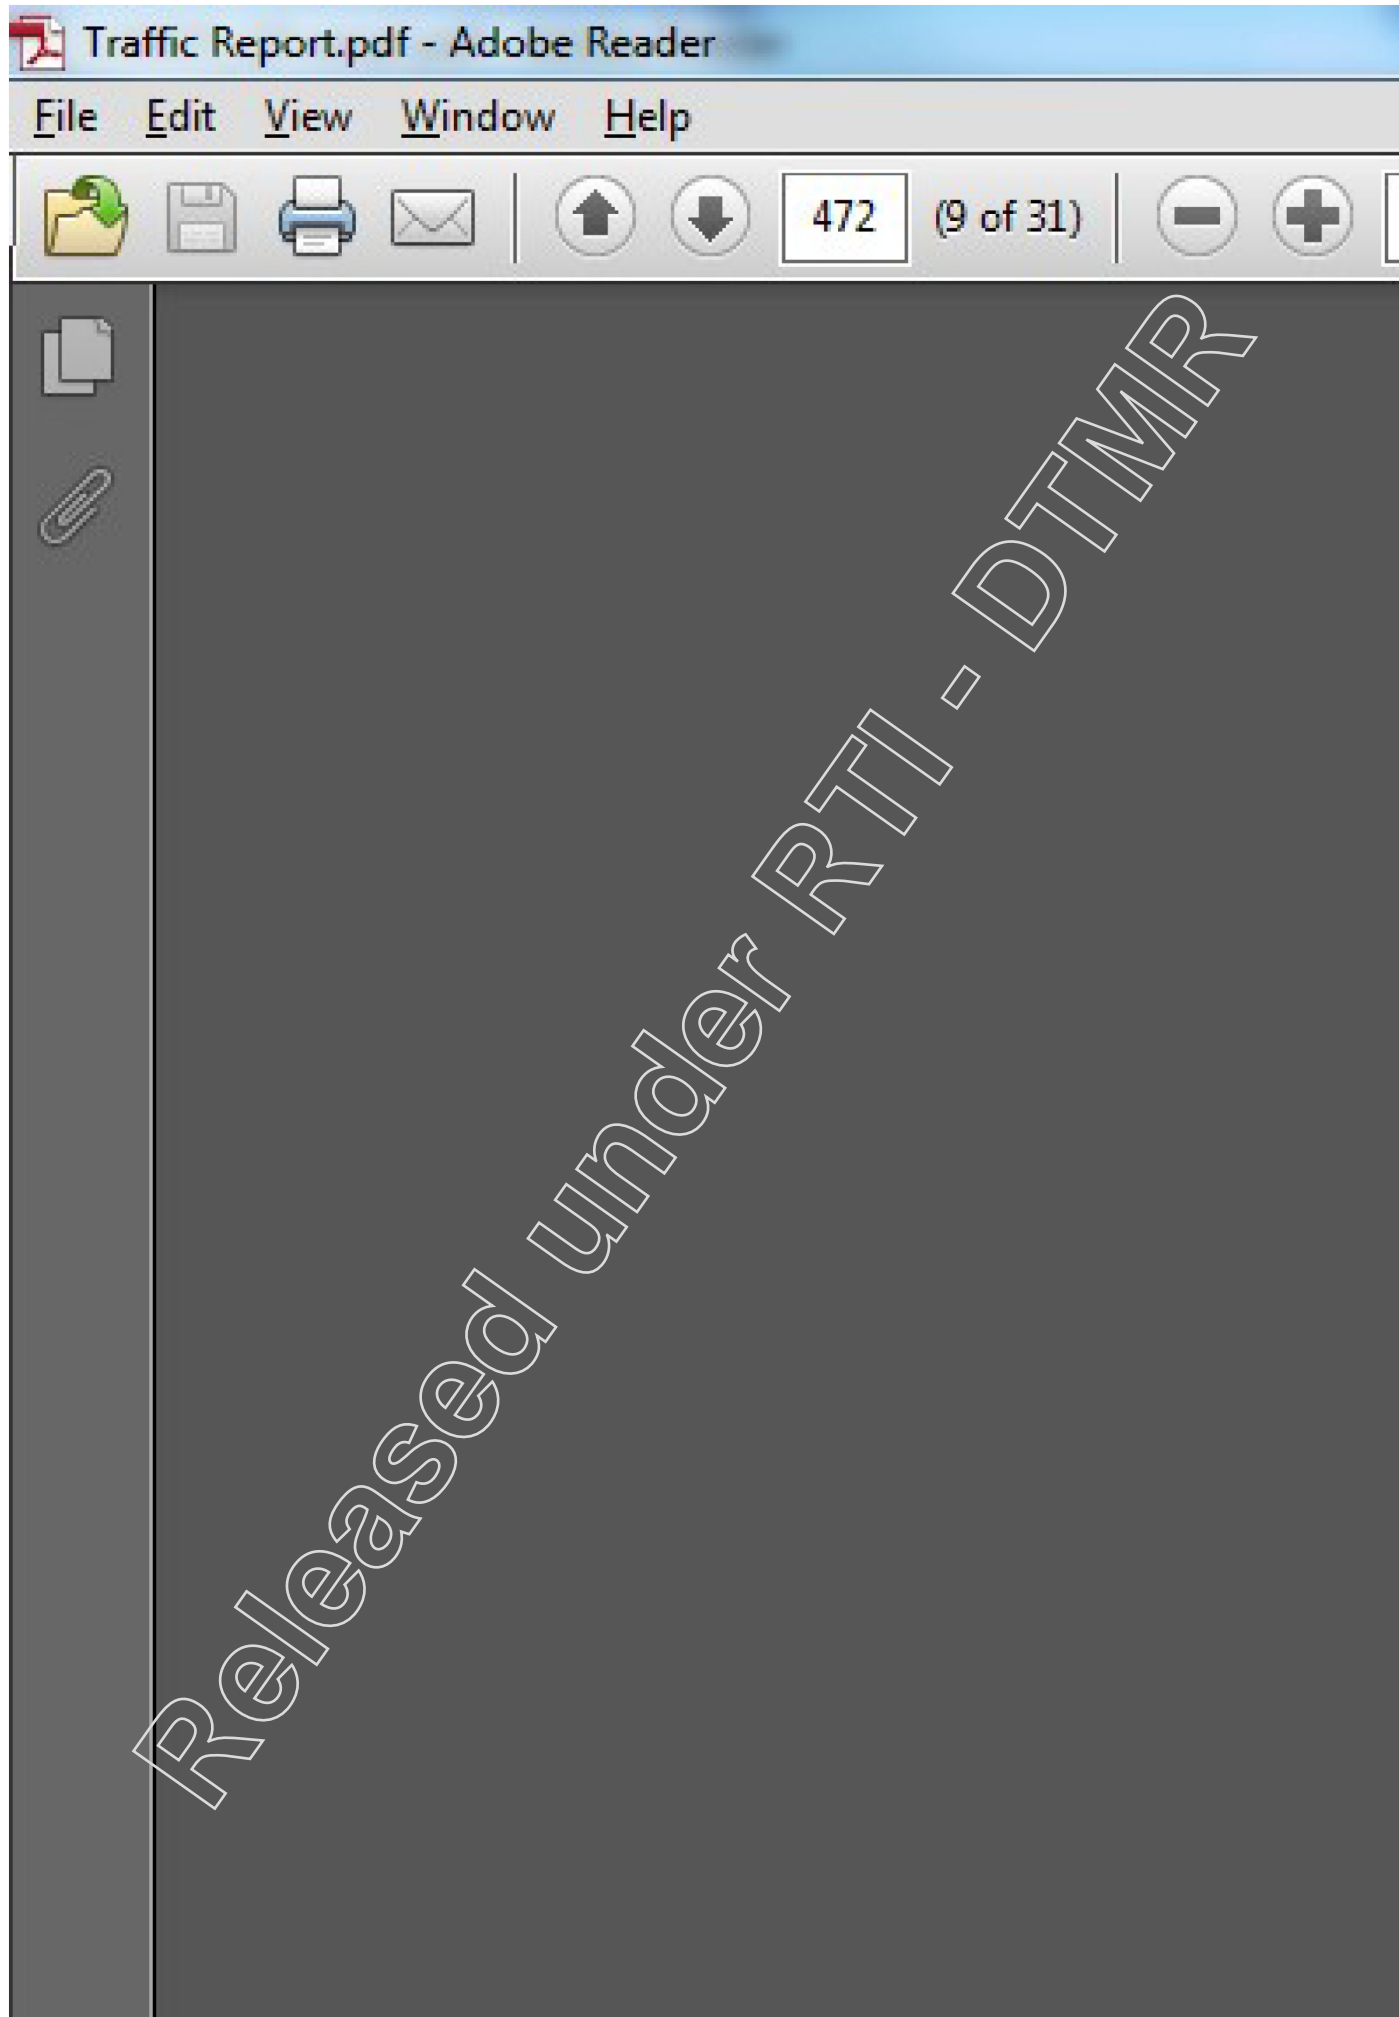 Traffic Report.pdf - Adobe Reader
File Edit View Window Help
472 (9 of 31)
Released under RTI - DTMR